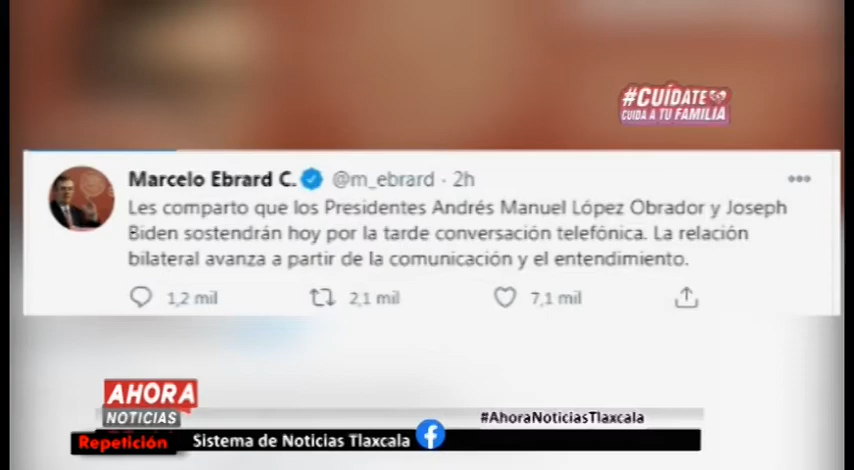 #CUÍDATE
CUIDA A TU FAMILIA
Marcelo Ebrard C. @m_ebrard · 2h
Les comparto que los Presidentes Andrés Manuel López Obrador y Joseph
Biden sostendrán hoy por la tarde conversación telefónica. La relación
bilateral avanza a partir de la comunicación y el entendimiento.
1,2 mil 2,1 mil 7,1 mil
AHORA
NOTICIAS
#AhoraNoticiasTlaxcala
Repetición Sistema de Noticias Tlaxcala